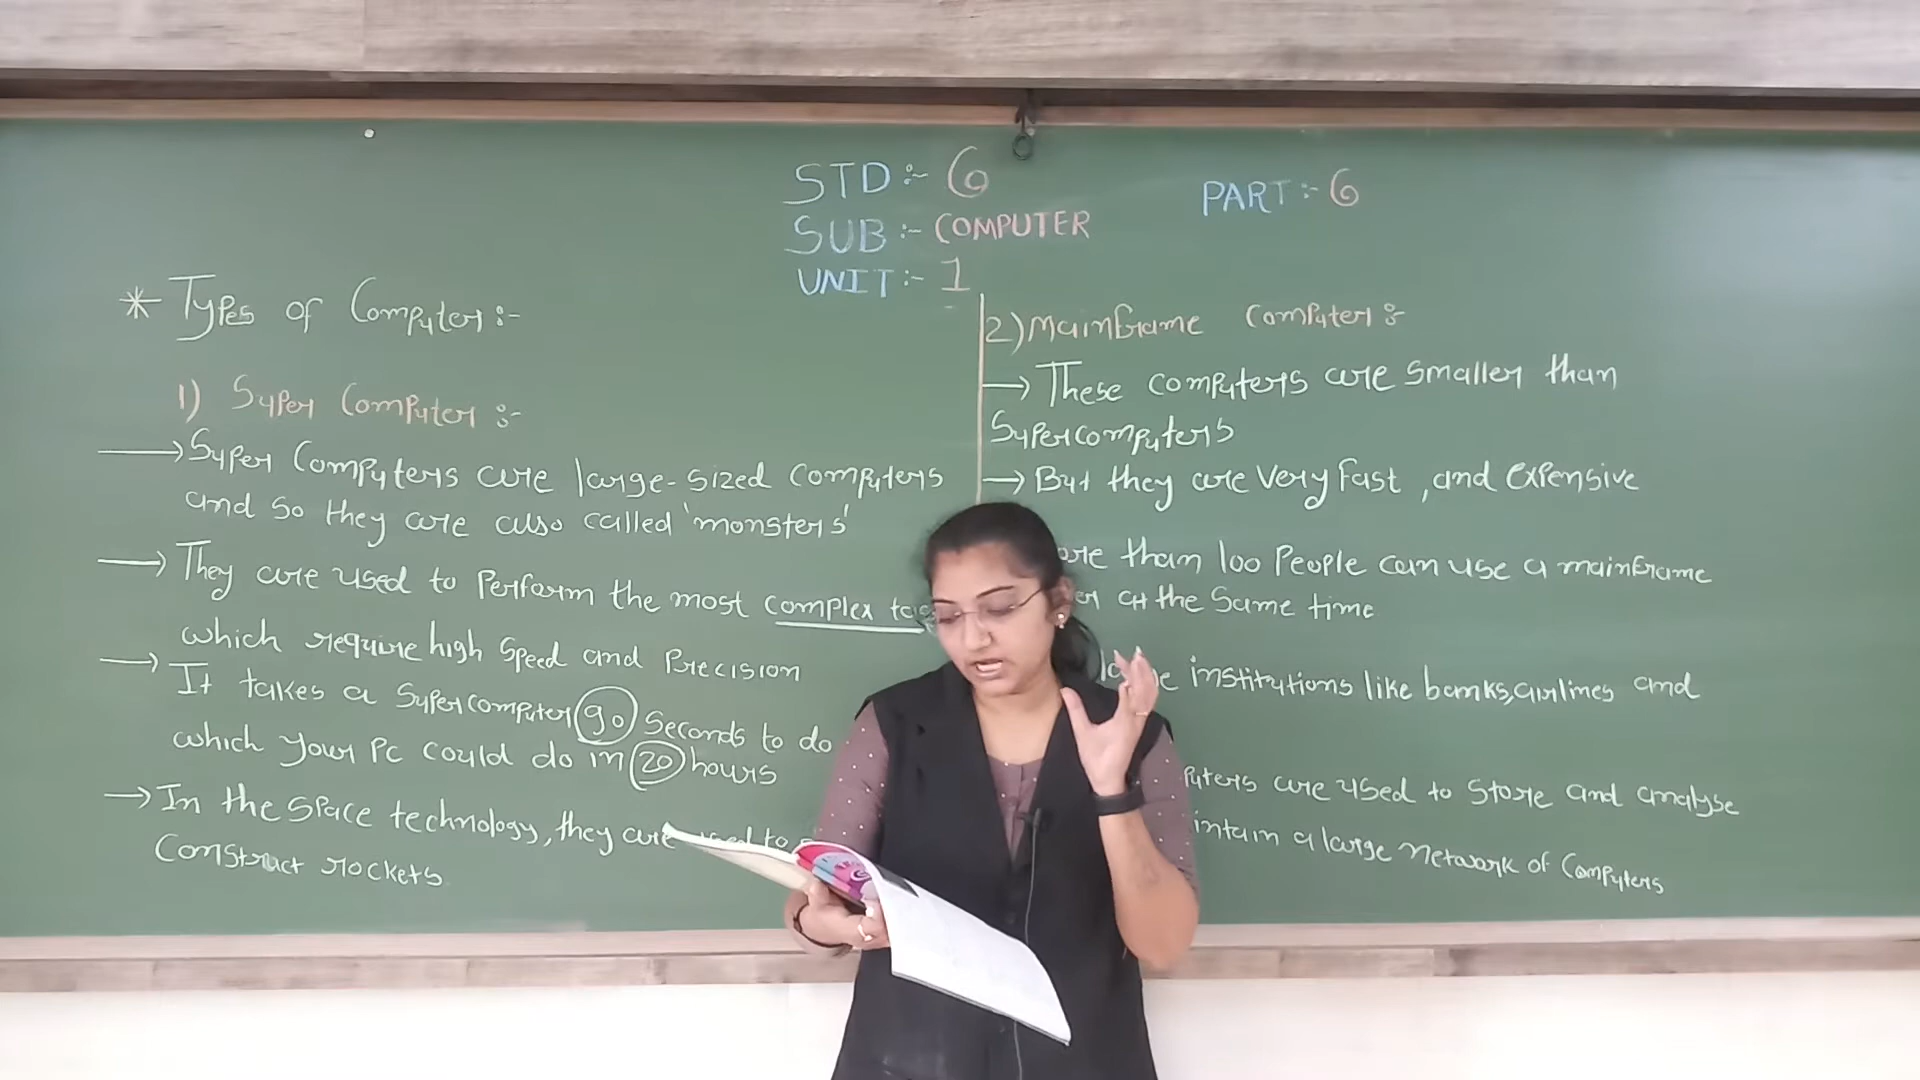 STD :- 6
PART :- 6
SUB :- COMPUTER
UNIT :- 1
* Types of Computer :-
1) Super Computer :-
→ Super Computers are large-sized computers
and so they are also called 'monsters'
→ They are used to perform the most complex
which require high speed and precision
→ It takes a supercomputer 90 seconds to do
which your PC could do in 20 hours
→ In the space technology, they are used to
construct rockets
2) Mainframe computer :-
→ These computers are smaller than
Supercomputers
→ But they are very fast, and expensive
than 100 people can use a mainframe
at the same time
institutions like banks, airlines and
are used to store and analyse
a large network of computers